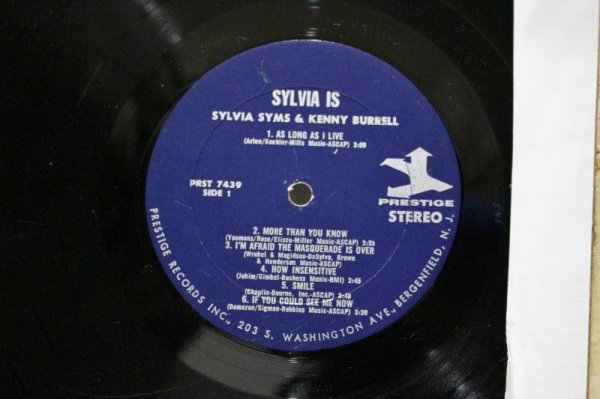 SYLVIA IS
SYLVIA SYMS & KENNY BURRELL
1. AS LONG AS I LIVE
(Arlen/Koehler-Mills Music-ASCAP) 3:00
PRST 7439
SIDE 1
PRESTIGE
STEREO
2. MORE THAN YOU KNOW
(Youmans/Rose/Eliscu-Miller Music-ASCAP) 3:55
3. I'M AFRAID THE MASQUERADE IS OVER
(Wrubel & Magidson-DeSylva, Brown
& Henderson Music-ASCAP)
4. HOW INSENSITIVE
(Jobim/Gimbel-Duchess Music-BMI) 3:45
5. SMILE
(Chaplin-Bourne, Inc.-ASCAP) 3:40
6. IF YOU COULD SEE ME NOW
(Dameron/Sigman-Robbins Music-ASCAP) 3:30
PRESTIGE RECORDS INC., 203 S. WASHINGTON AVE., BERGENFIELD, N. J.